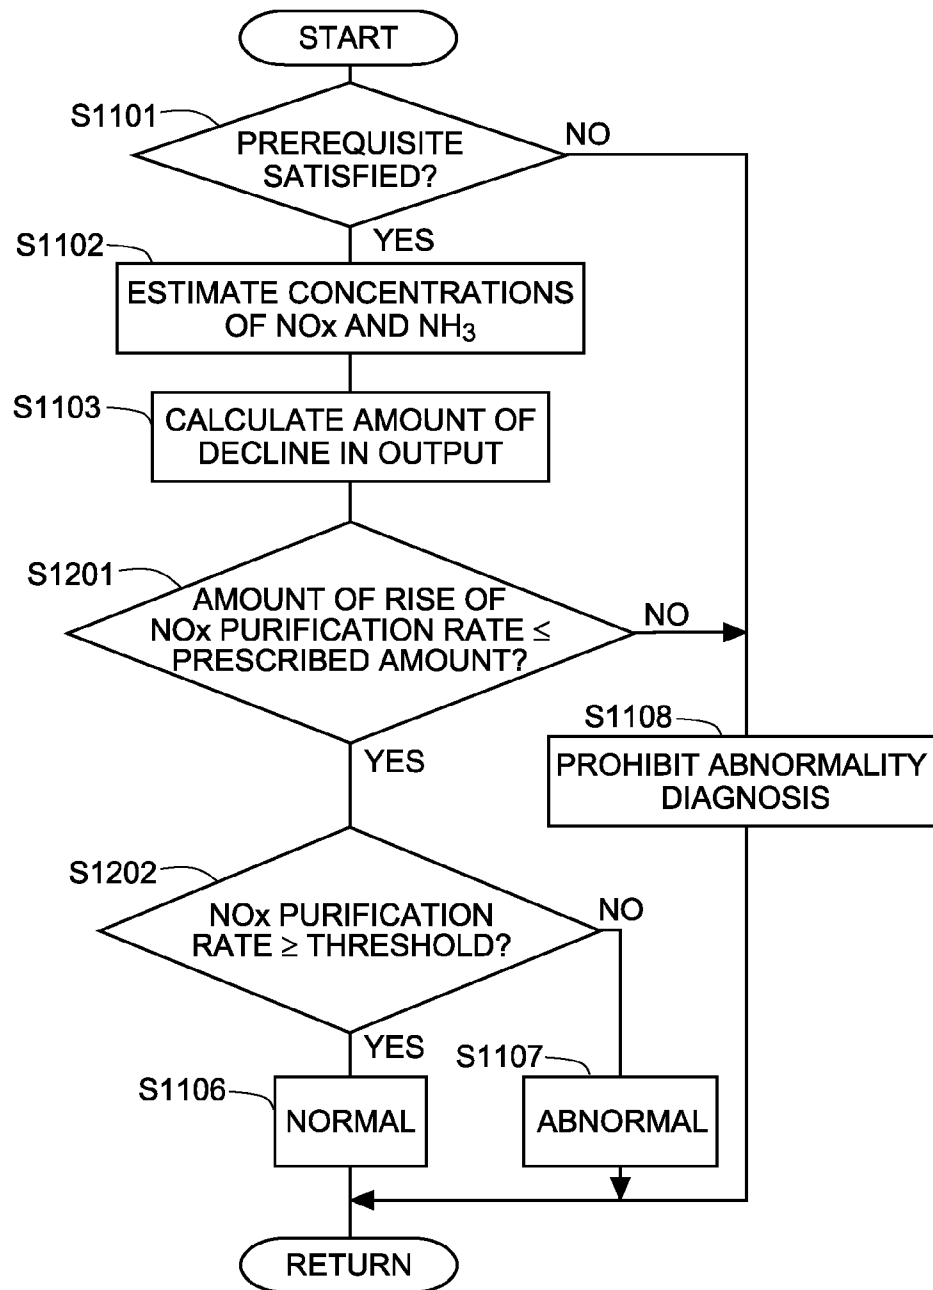 START
S1101
PREREQUISITE
SATISFIED?
NO
YES
S1102
ESTIMATE CONCENTRATIONS
OF NOx AND NH3
S1103
CALCULATE AMOUNT OF
DECLINE IN OUTPUT
S1201
AMOUNT OF RISE OF
NOx PURIFICATION RATE ≤
PRESCRIBED AMOUNT?
NO
YES
S1108
PROHIBIT ABNORMALITY
DIAGNOSIS
S1202
NOx PURIFICATION
RATE ≥ THRESHOLD?
NO
YES
S1106
NORMAL
S1107
ABNORMAL
RETURN